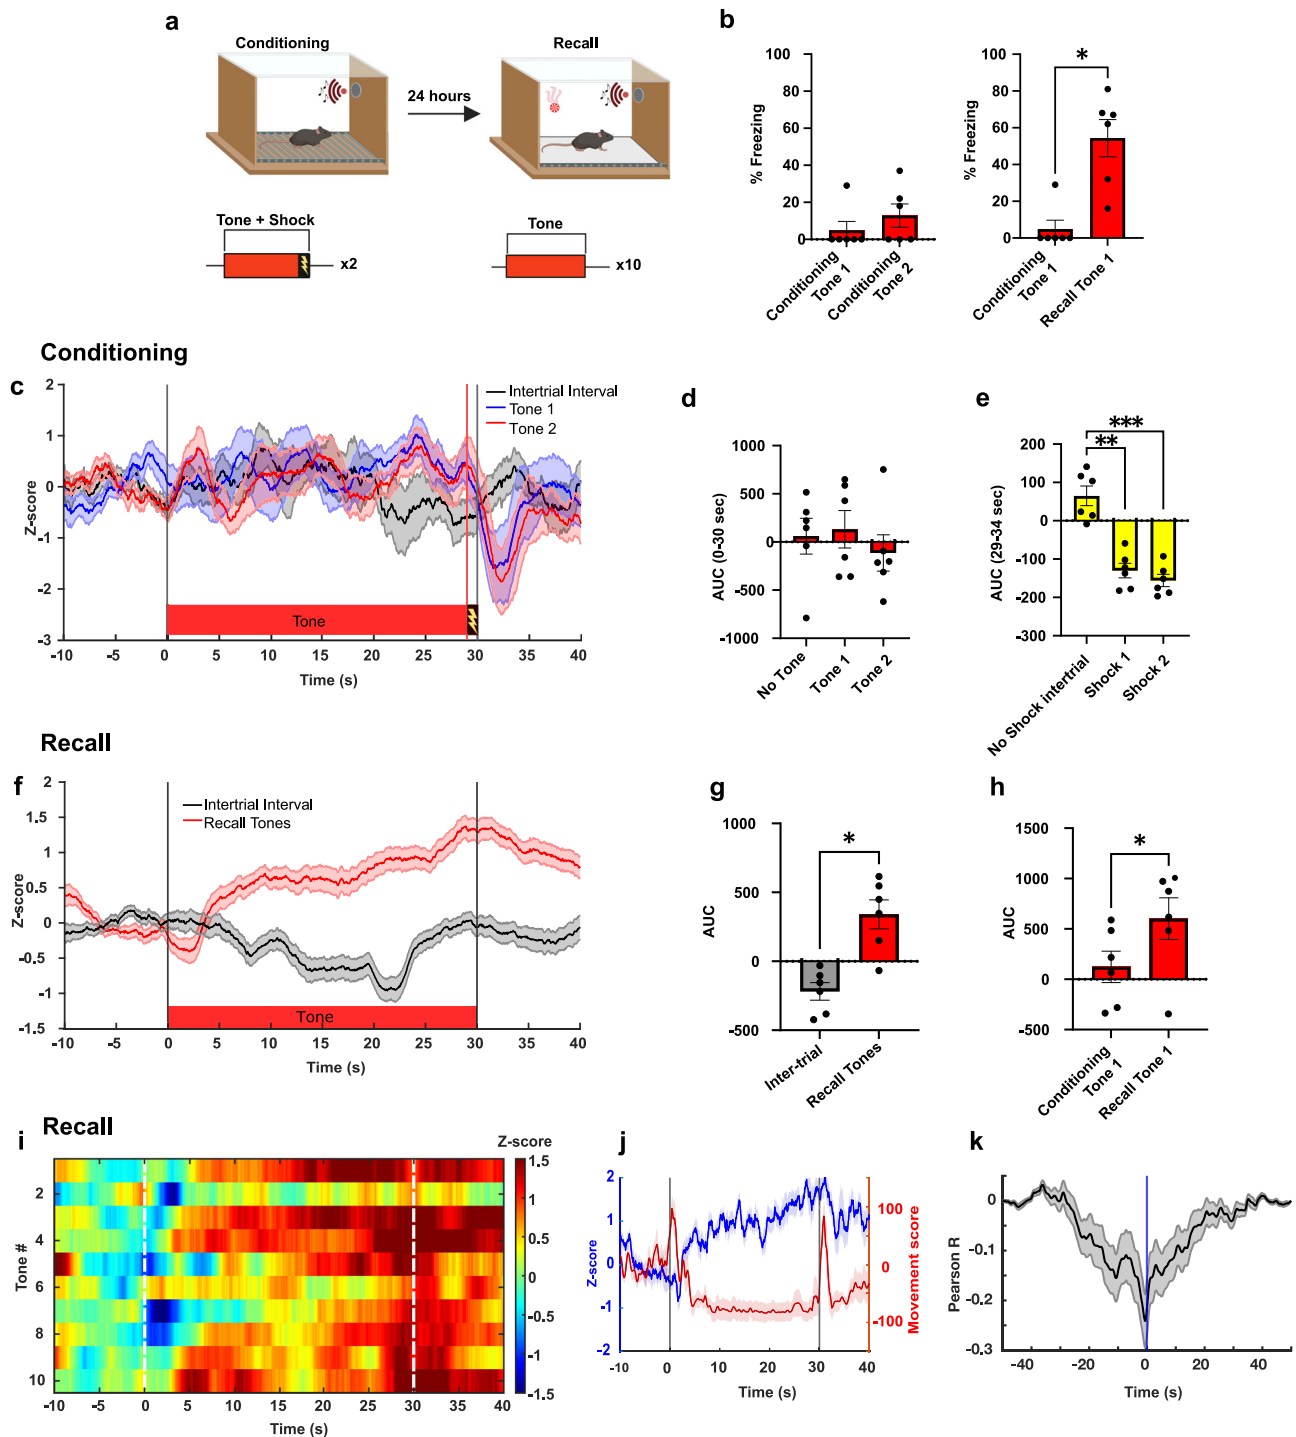 a
Conditioning
Recall
24 hours
Tone + Shock
x2
Tone
x10
b
% Freezing
100
80
60
40
20
0
Conditioning
Tone 1
Conditioning
Tone 2
% Freezing
100
80
60
40
20
0
*
Conditioning
Tone 1
Recall Tone 1
Conditioning
c
Z-score
2
1
0
-1
-2
-3
Intertrial Interval
Tone 1
Tone 2
Tone
-10 -5 0 5 10 15 20 25 30 35 40
Time (s)
d
AUC (0-30 sec)
1000
500
0
-500
-1000
No Tone
Tone 1
Tone 2
e
AUC (29-34 sec)
200
100
0
-100
-200
-300
***
**
No Shock intertrial
Shock 1
Shock 2
Recall
f
Z-score
2
1.5
1
0.5
0
-0.5
-1
-1.5
Intertrial Interval
Recall Tones
Tone
-10 -5 0 5 10 15 20 25 30 35 40
Time (s)
g
AUC
1000
500
0
-500
*
Inter-trial
Recall Tones
h
AUC
1500
1000
500
0
-500
*
Conditioning
Tone 1
Recall Tone 1
Recall
i
Tone #
2
4
6
8
10
-10 -5 0 5 10 15 20 25 30 35 40
Time (s)
Z-score
1.5
1
0.5
0
-0.5
-1
-1.5
j
Z-score
2
1
0
-1
-2
Movement score
100
0
-100
-10 0 10 20 30 40
Time (s)
k
Pearson R
0
-0.1
-0.2
-0.3
-50 -40 -20 0 20 40 50
Time (s)